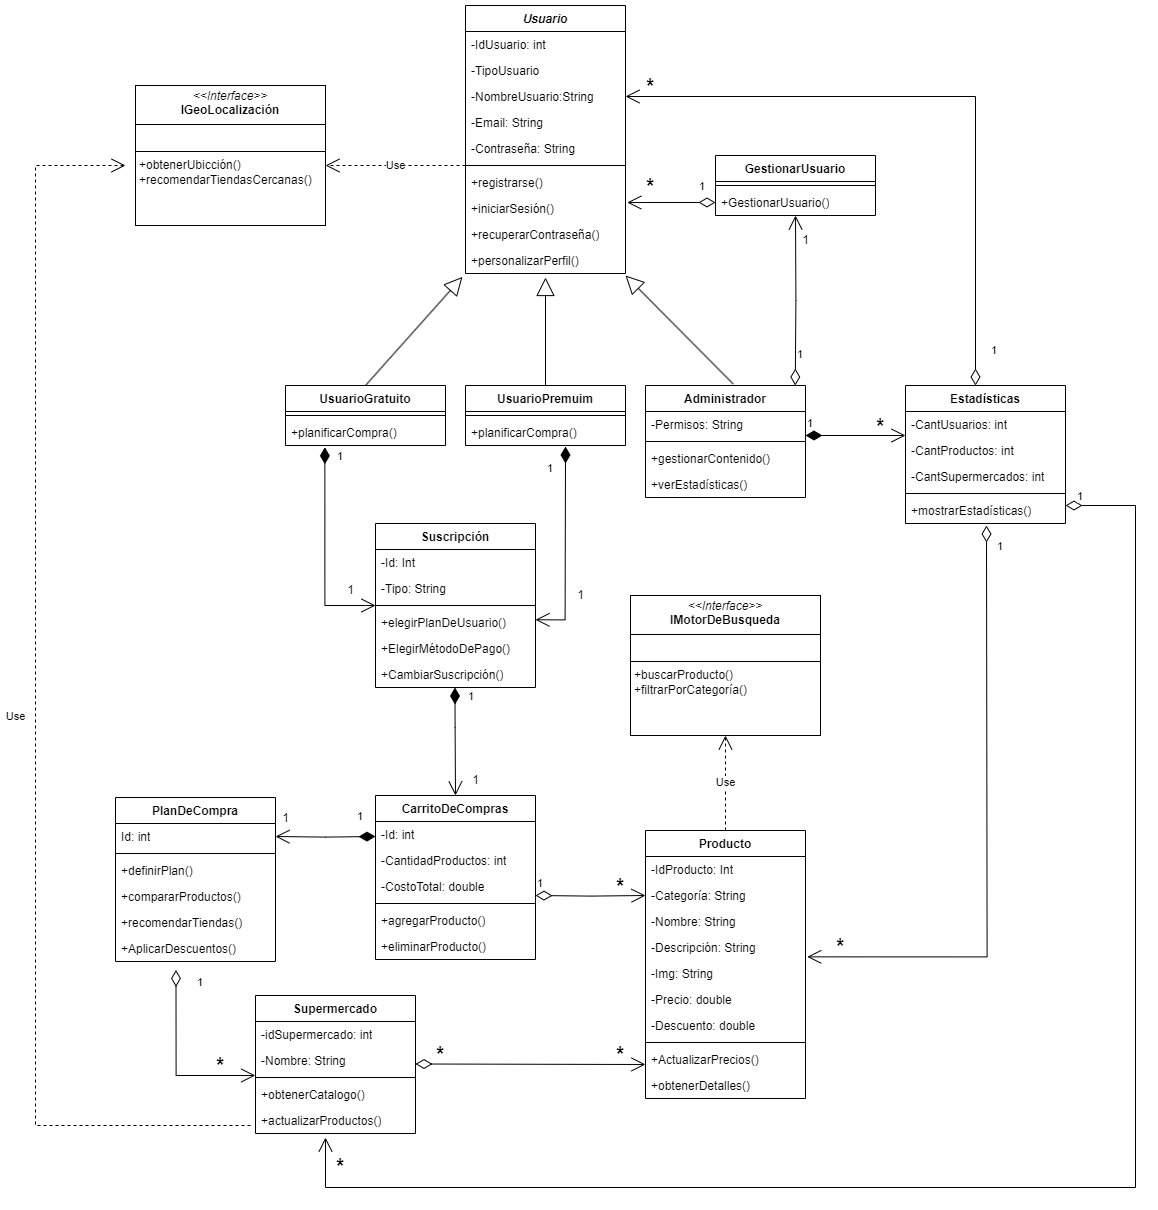 Usuario
-IdUsuario: int
-TipoUsuario
-NombreUsuario:String
-Email: String
-Contraseña: String
+registrarse()
+iniciarSesión()
+recuperarContraseña()
+personalizarPerfil()
<<Interface>>
IGeoLocalización
+obtenerUbicción()
+recomendarTiendasCercanas()
Use
*
GestionarUsuario
+GestionarUsuario()
*
1
1
1
1
UsuarioGratuito
+planificarCompra()
UsuarioPremuim
+planificarCompra()
Administrador
-Permisos: String
+gestionarContenido()
+verEstadísticas()
1
*
Estadísticas
-CantUsuarios: int
-CantProductos: int
-CantSupermercados: int
+mostrarEstadísticas()
1
1
1
1
Suscripción
-Id: Int
-Tipo: String
+elegirPlanDeUsuario()
+ElegirMétodoDePago()
+CambiarSuscripción()
1
1
1
1
<<Interface>>
IMotorDeBusqueda
+buscarProducto()
+filtrarPorCategoría()
Use
Use
PlanDeCompra
Id: int
+definirPlan()
+compararProductos()
+recomendarTiendas()
+AplicarDescuentos()
1
1
CarritoDeCompras
-Id: int
-CantidadProductos: int
-CostoTotal: double
+agregarProducto()
+eliminarProducto()
1
*
Producto
-IdProducto: Int
-Categoría: String
-Nombre: String
-Descripción: String
-Img: String
-Precio: double
-Descuento: double
+ActualizarPrecios()
+obtenerDetalles()
*
1
*
Supermercado
-idSupermercado: int
-Nombre: String
+obtenerCatalogo()
+actualizarProductos()
*
*
*